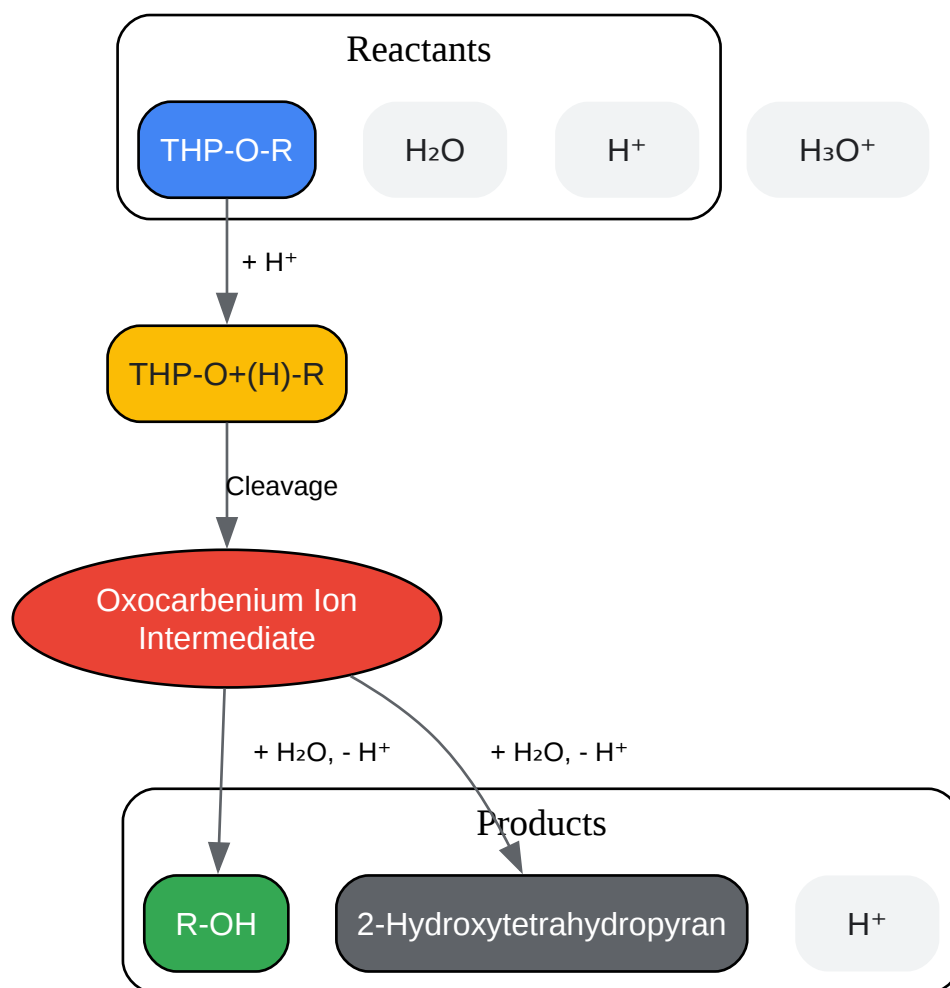 Reactants
THP-O-R
H₂O
H⁺
H₃O⁺
+ H⁺
THP-O+(H)-R
Cleavage
Oxocarbenium Ion
Intermediate
+ H₂O, - H⁺
+ H₂O, - H⁺
Products
R-OH
2-Hydroxytetrahydropyran
H⁺